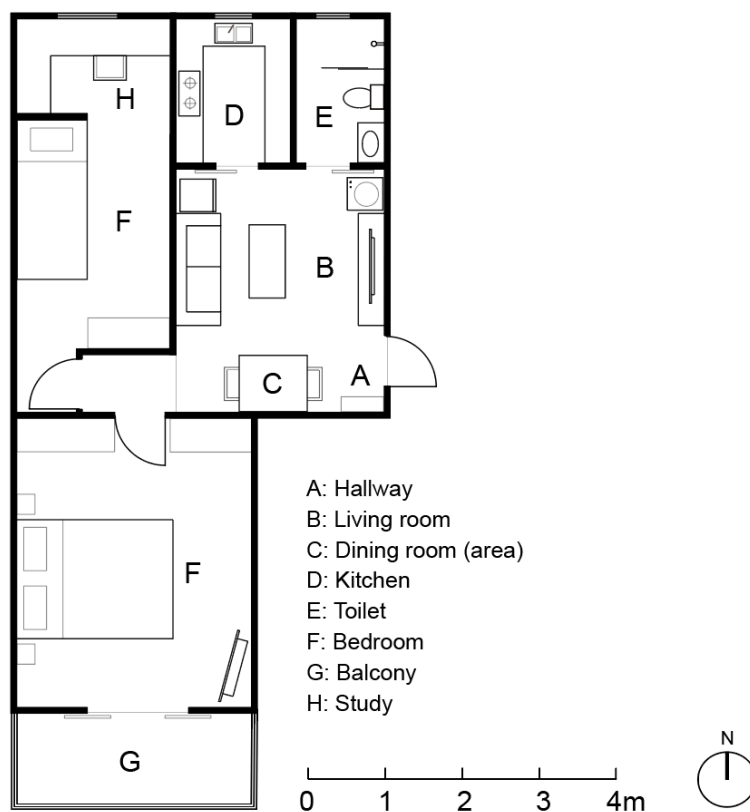 H
D
E
F
B
C
A
A: Hallway
B: Living room
C: Dining room (area)
D: Kitchen
E: Toilet
F: Bedroom
G: Balcony
H: Study
F
G
N
0 1 2 3 4m